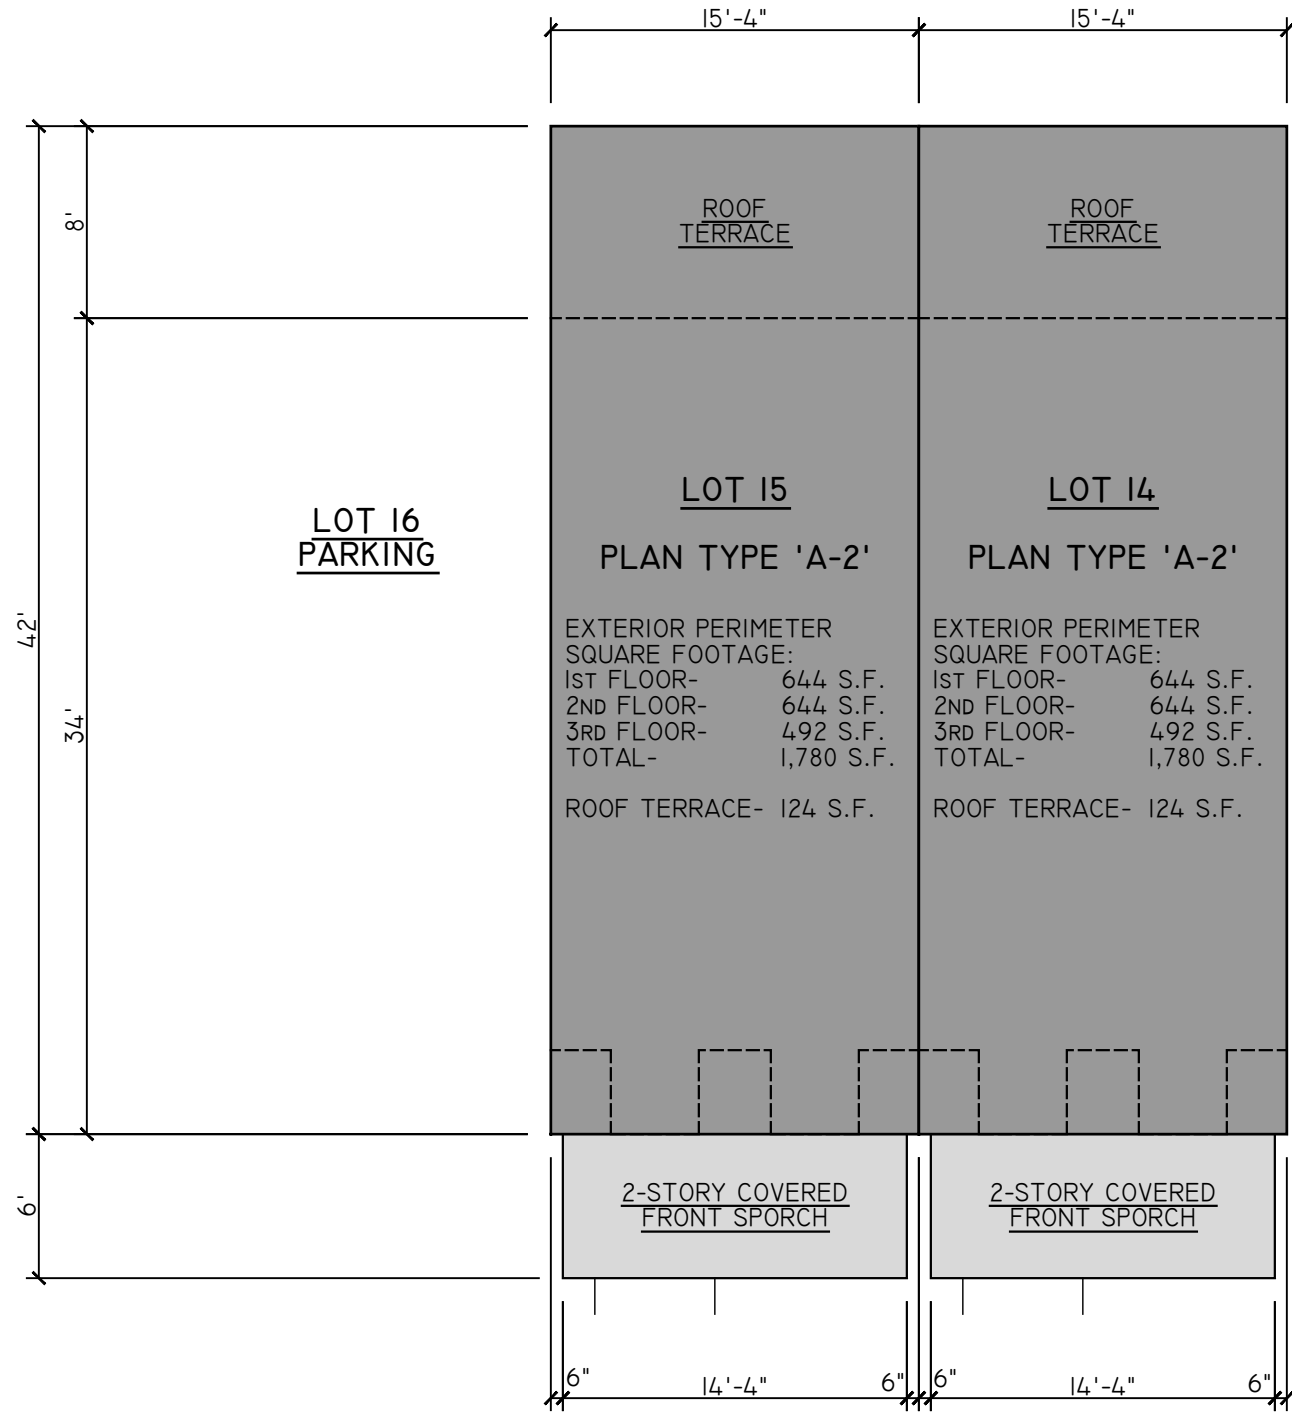 15'-4" 15'-4"
8'
ROOF
TERRACE
ROOF
TERRACE
LOT 16
PARKING
42'
34'
LOT 15
PLAN TYPE 'A-2'
EXTERIOR PERIMETER
SQUARE FOOTAGE:
1ST FLOOR- 644 S.F.
2ND FLOOR- 644 S.F.
3RD FLOOR- 492 S.F.
TOTAL- 1,780 S.F.
ROOF TERRACE- 124 S.F.
LOT 14
PLAN TYPE 'A-2'
EXTERIOR PERIMETER
SQUARE FOOTAGE:
1ST FLOOR- 644 S.F.
2ND FLOOR- 644 S.F.
3RD FLOOR- 492 S.F.
TOTAL- 1,780 S.F.
ROOF TERRACE- 124 S.F.
6'
2-STORY COVERED
FRONT SPORCH
2-STORY COVERED
FRONT SPORCH
6" 14'-4" 6" 6" 14'-4" 6"